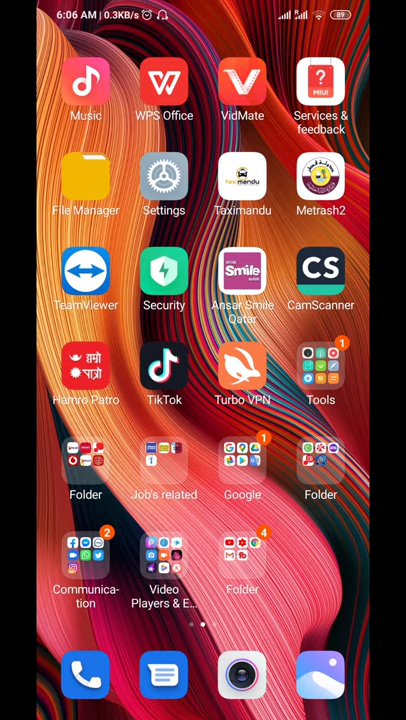 6:06 AM | 0.3KB/s
89
Music
WPS Office
VidMate
Services &
feedback
?
MIUI
File Manager
Settings
Taximandu
Metrash2
TeamViewer
Security
Ansar Smile
Qatar
CamScanner
Smile
CS
हाम्रो
पात्रो
Hamro Patro
TikTok
Turbo VPN
Tools
1
Folder
Job's related
Google
1
Folder
Communica-
tion
2
Video
Players & E...
Folder
4